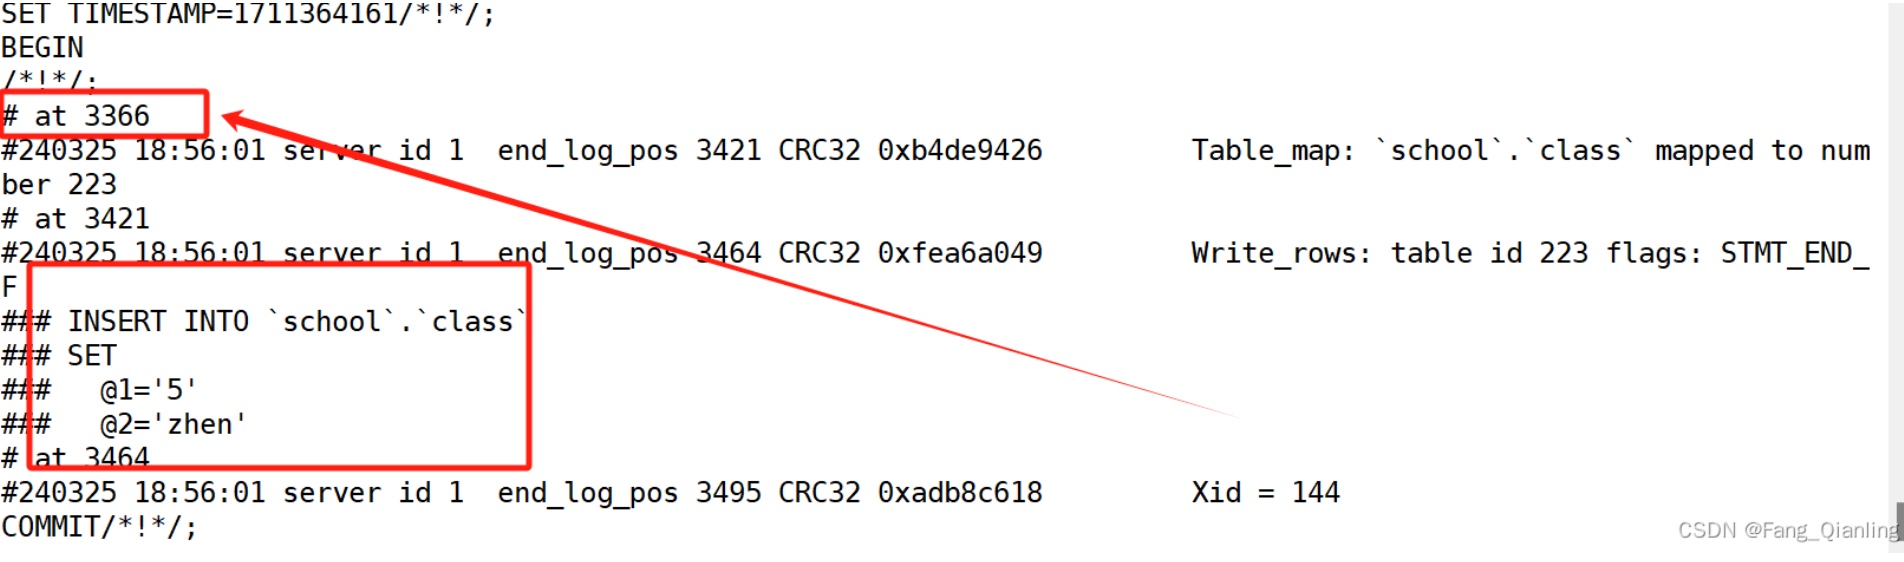 SET TIMESTAMP=1711364161/*!*/;
BEGIN
/*!*/;
# at 3366
#240325 18:56:01 server id 1  end_log_pos 3421 CRC32 0xb4de9426         Table_map: `school`.`class` mapped to num
ber 223
# at 3421
#240325 18:56:01 server id 1  end_log_pos 3464 CRC32 0xfea6a049         Write_rows: table id 223 flags: STMT_END_
F
### INSERT INTO `school`.`class`
### SET
###   @1='5'
###   @2='zhen'
# at 3464
#240325 18:56:01 server id 1  end_log_pos 3495 CRC32 0xadb8c618         Xid = 144
COMMIT/*!*/;
CSDN @Fang_Qianling